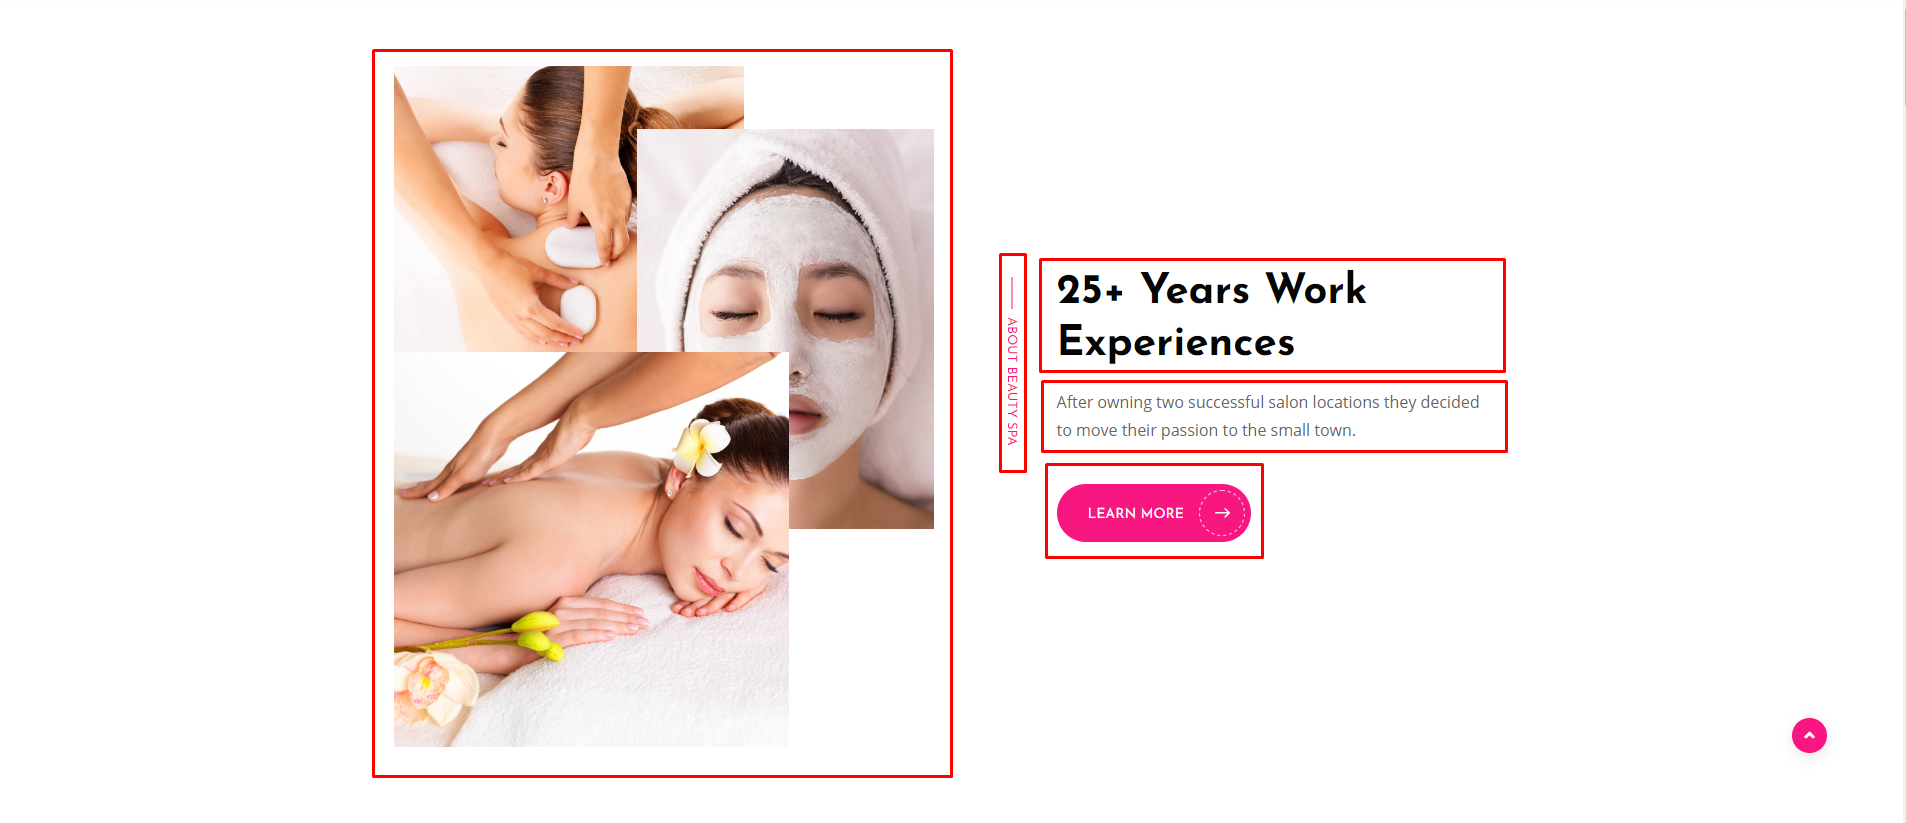 ABOUT BEAUTY SPA
25+ Years Work
Experiences
After owning two successful salon locations they decided
to move their passion to the small town.
LEARN MORE